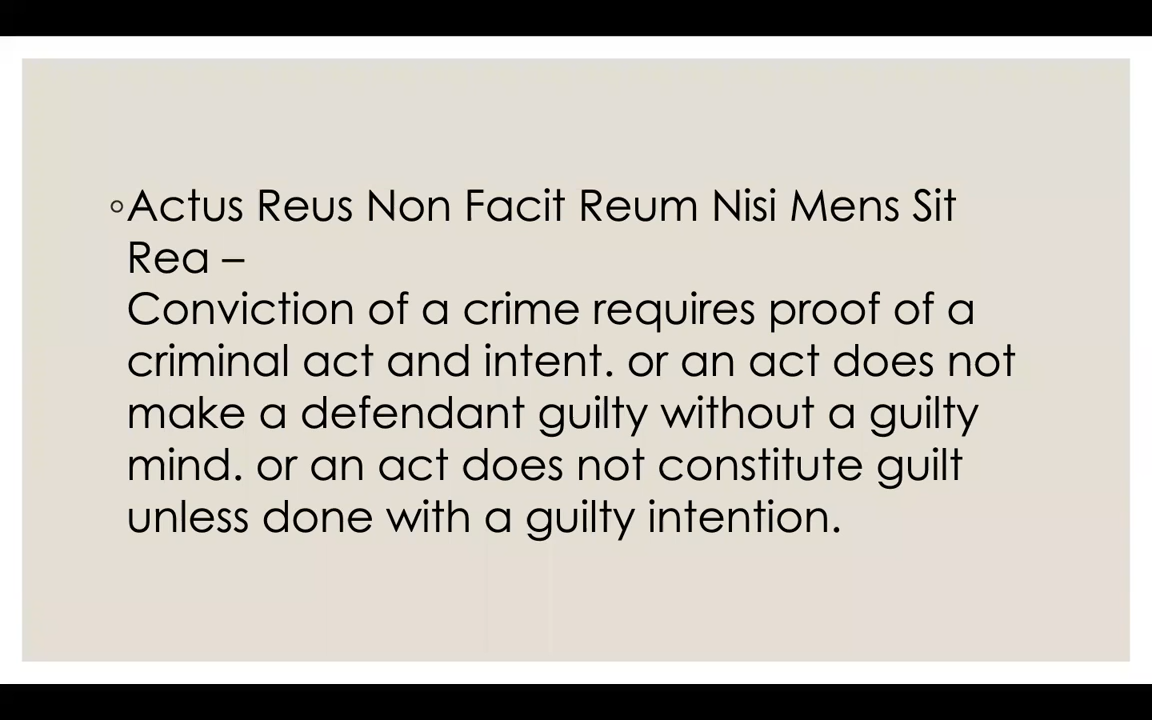 ◦Actus Reus Non Facit Reum Nisi Mens Sit
Rea –
Conviction of a crime requires proof of a
criminal act and intent. or an act does not
make a defendant guilty without a guilty
mind. or an act does not constitute guilt
unless done with a guilty intention.